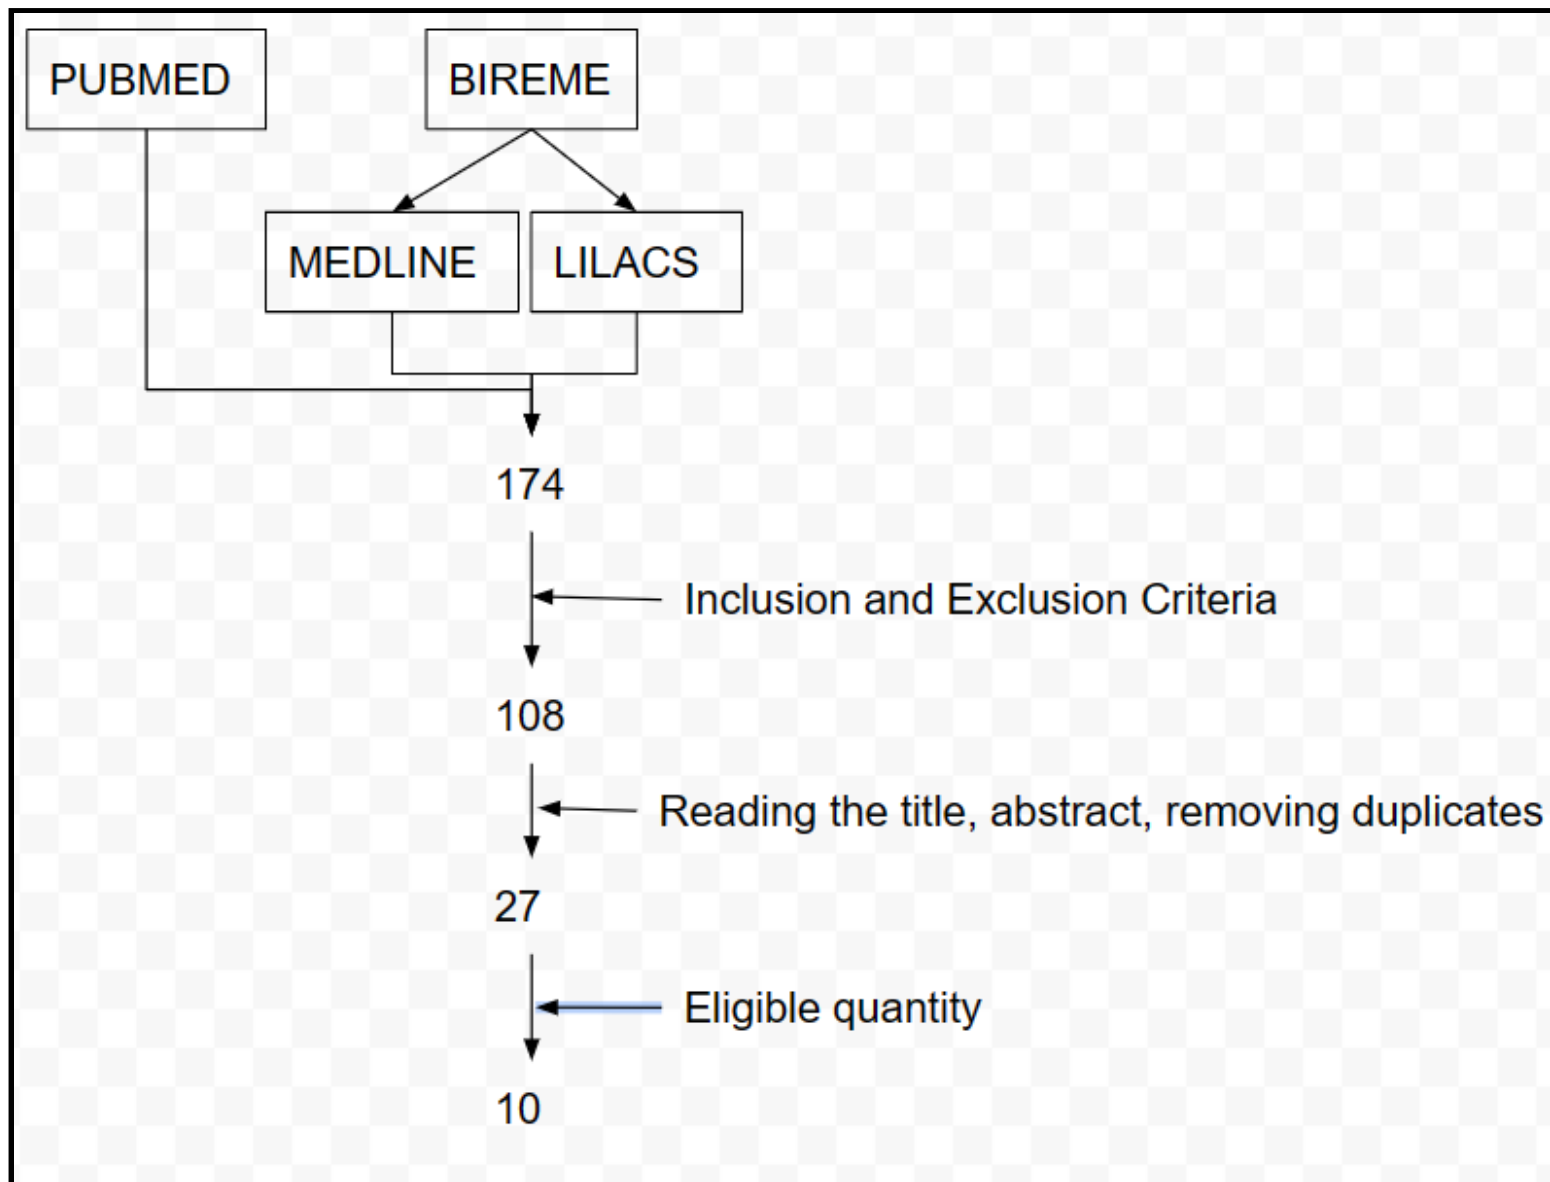 PUBMED
BIREME
MEDLINE
LILACS
174
Inclusion and Exclusion Criteria
108
Reading the title, abstract, removing duplicates
27
Eligible quantity
10